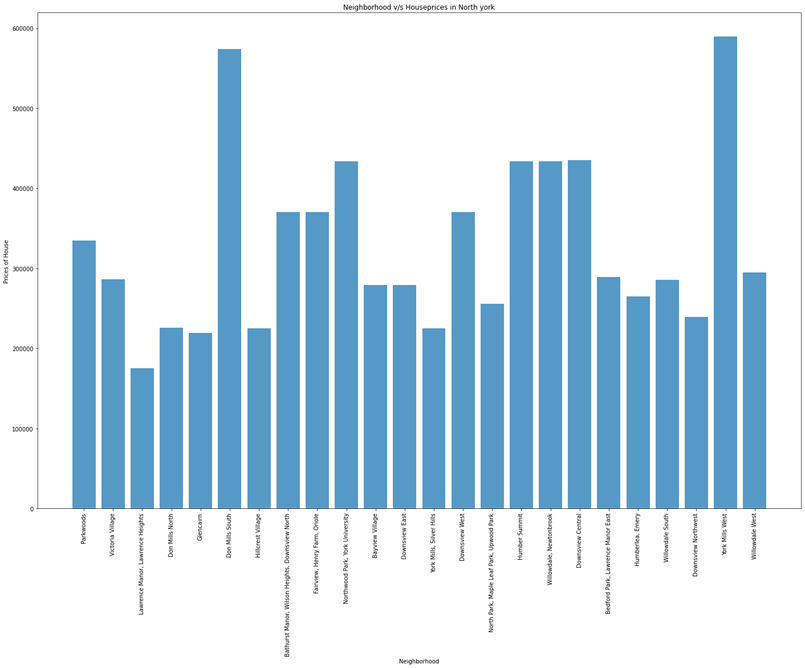 Neighborhood v/s Houseprices in North york
600000
500000
400000
300000
200000
100000
0
Prices of House
Parkwoods
Victoria Village
Lawrence Manor, Lawrence Heights
Don Mills North
Glencairn
Don Mills South
Hillcrest Village
Bathurst Manor, Wilson Heights, Downsview North
Fairview, Henry Farm, Oriole
Northwood Park, York University
Bayview Village
Downsview East
York Mills, Silver Hills
Downsview West
North Park, Maple Leaf Park, Upwood Park
Humber Summit
Willowdale, Newtonbrook
Downsview Central
Bedford Park, Lawrence Manor East
Humberlea, Emery
Willowdale South
Downsview Northwest
York Mills West
Willowdale West
Neighborhood